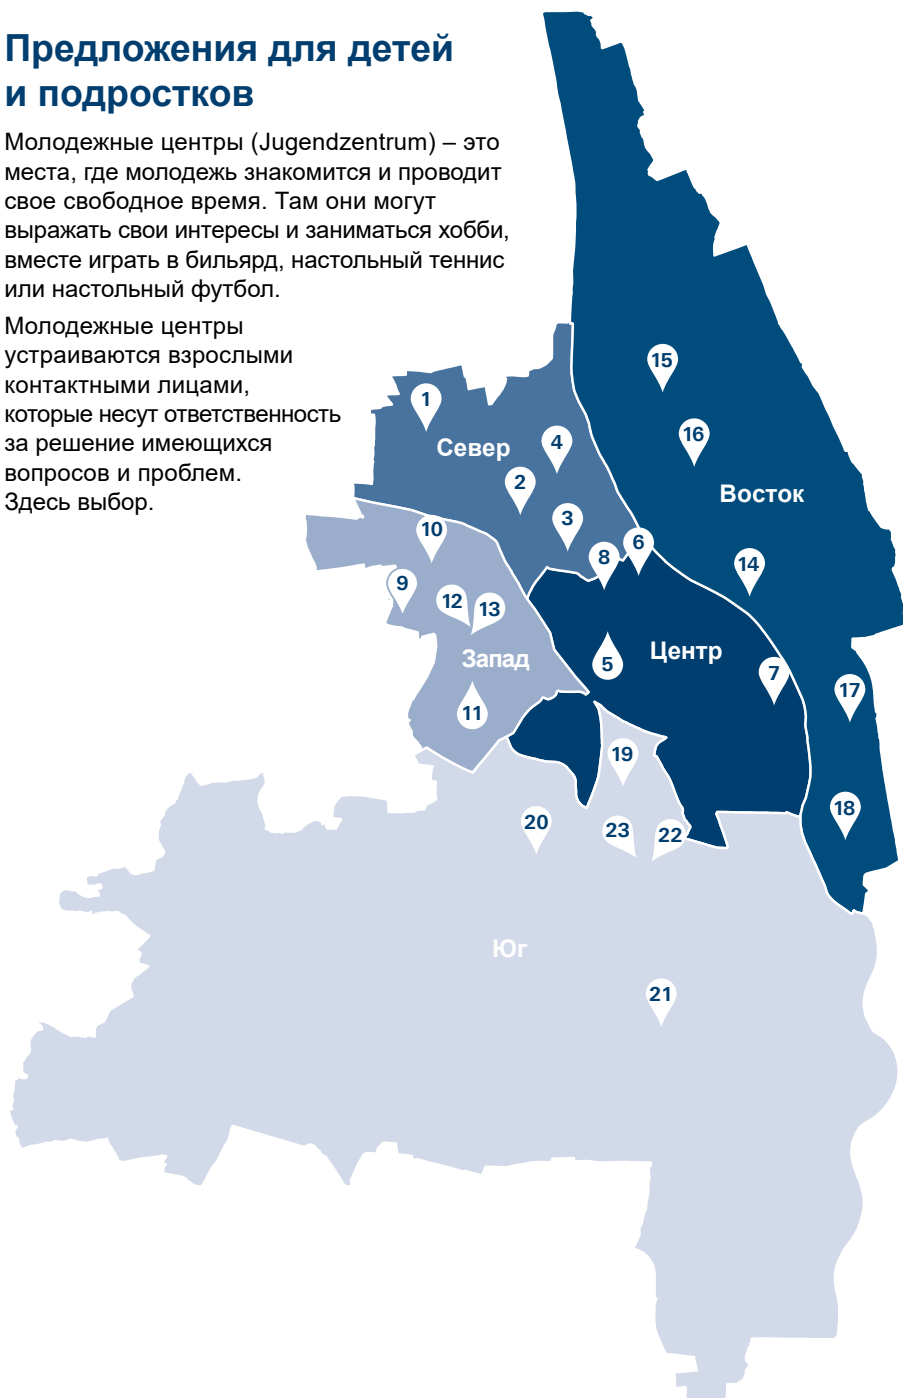 Предложения для детей
и подростков
Молодежные центры (Jugendzentrum) – это
места, где молодежь знакомится и проводит
свое свободное время. Там они могут
выражать свои интересы и заниматься хобби,
вместе играть в бильярд, настольный теннис
или настольный футбол.
Молодежные центры
устраиваются взрослыми
контактными лицами,
которые несут ответственность
за решение имеющихся
вопросов и проблем.
Здесь выбор.
15
1
16
4
Север
2
Восток
3
10
6
8
14
9
12
13
Центр
Запад
5
7
17
11
19
18
20
23
22
Юг
21